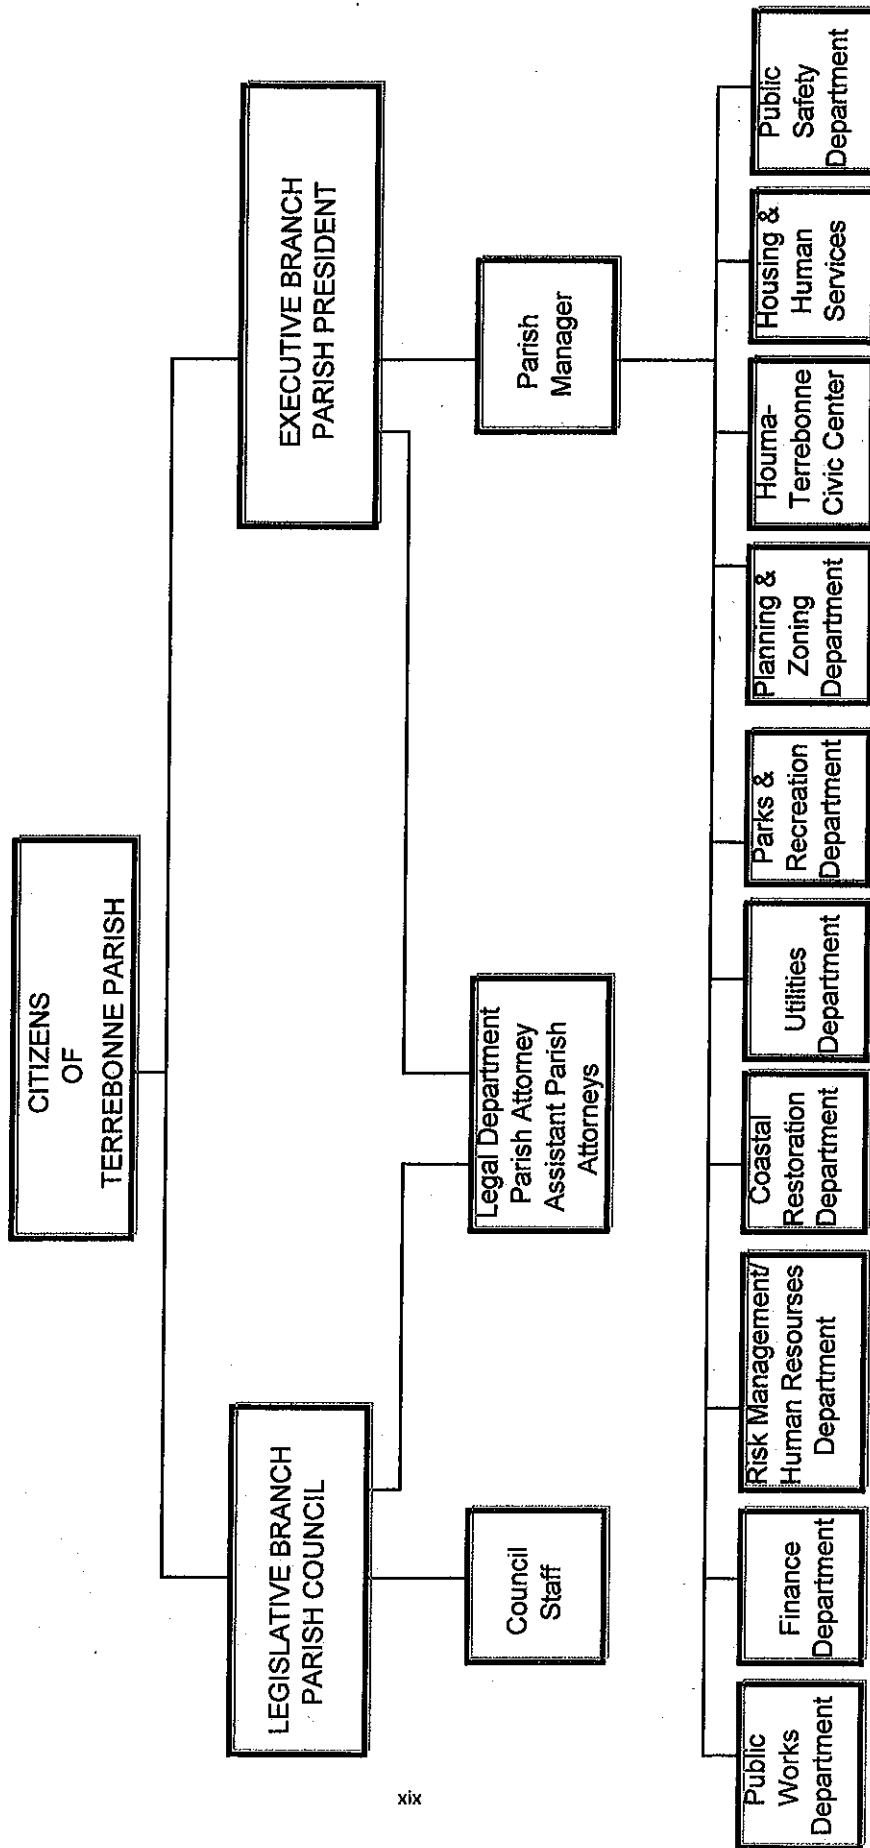 CITIZENS
OF
TERREBONNE PARISH
LEGISLATIVE BRANCH
PARISH COUNCIL
EXECUTIVE BRANCH
PARISH PRESIDENT
Council
Staff
Legal Department
Parish Attorney
Assistant Parish
Attorneys
Parish
Manager
Public
Works
Department
Finance
Department
Risk Management/
Human Resourses
Department
Coastal
Restoration
Department
Utilities
Department
Parks &
Recreation
Department
Planning &
Zoning
Department
Houma-
Terrebonne
Civic Center
Housing &
Human
Services
Public
Safety
Department
xix